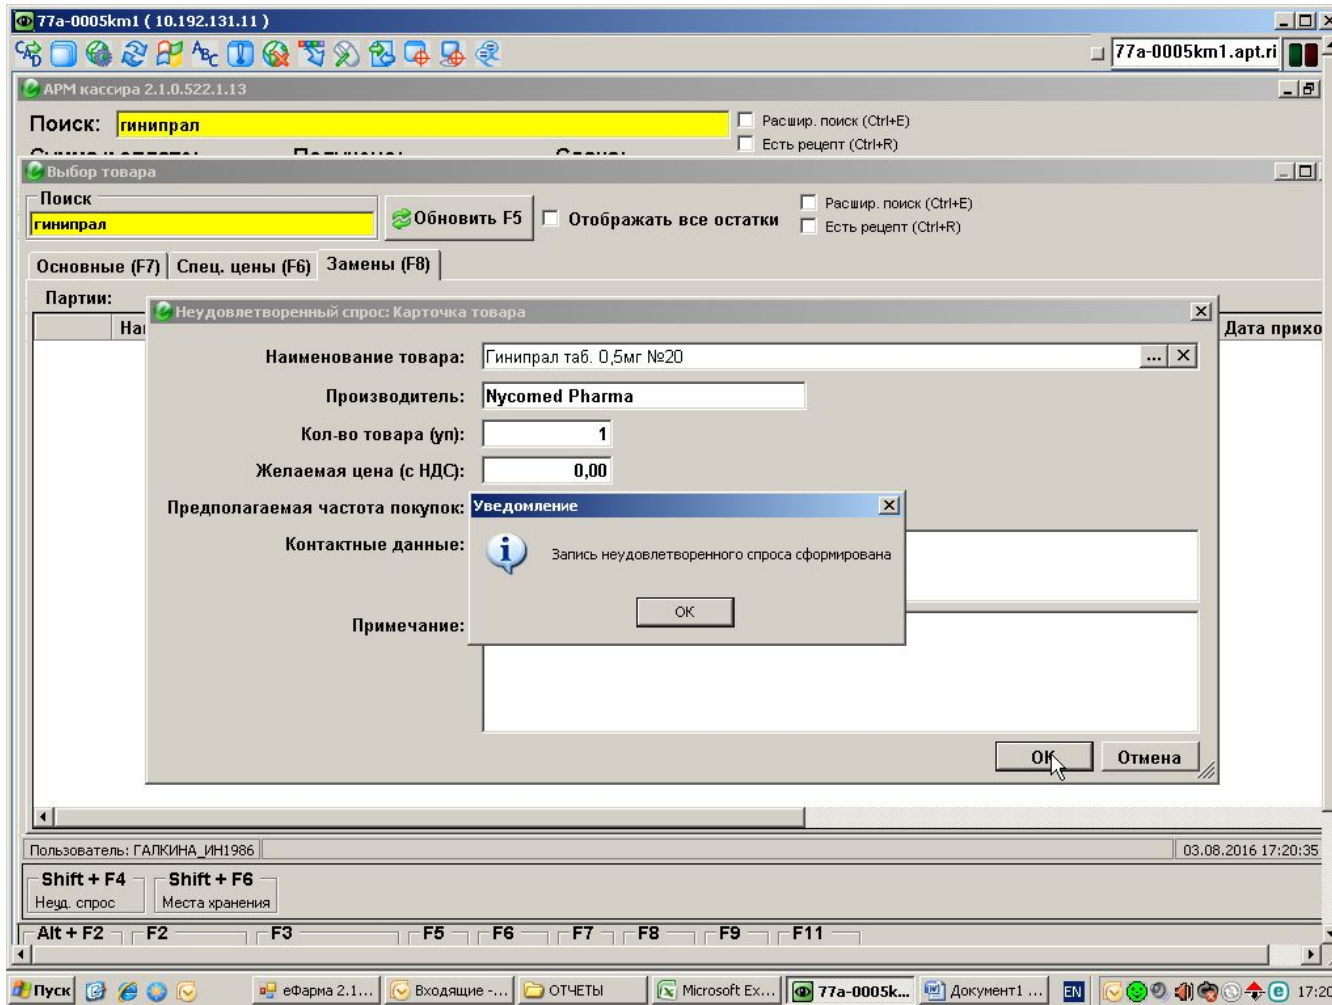 77a-0005km1 ( 10.192.131.11 )
77a-0005km1.apt.ri
АРМ кассира 2.1.0.522.1.13
Поиск: гинипрал
Расшир. поиск (Ctrl+E)
Есть рецепт (Ctrl+R)
Выбор товара
Поиск
гинипрал
Обновить F5
Отображать все остатки
Расшир. поиск (Ctrl+E)
Есть рецепт (Ctrl+R)
Основные (F7) Спец. цены (F6) Замены (F8)
Партии:
Неудовлетворенный спрос: Карточка товара
На
Дата прихо
Наименование товара: Гинипрал таб. 0,5мг №20 ...
Производитель: Nycomed Pharma
Кол-во товара (уп): 1
Желаемая цена (с НДС): 0,00
Предполагаемая частота покупок:
Уведомление
Контактные данные:
Запись неудовлетворенного спроса сформирована
ОК
Примечание:
ОК Отмена
Пользователь: ГАЛКИНА_ИН1986
03.08.2016 17:20:35
Shift + F4 Shift + F6
Неуд. спрос Места хранения
Alt + F2 F2 F3 F5 F6 F7 F8 F9 F11
Пуск еФарма 2.1... Входящие -... ОТЧЕТЫ Microsoft Ex... 77a-0005k... Документ1 ... EN 17:20